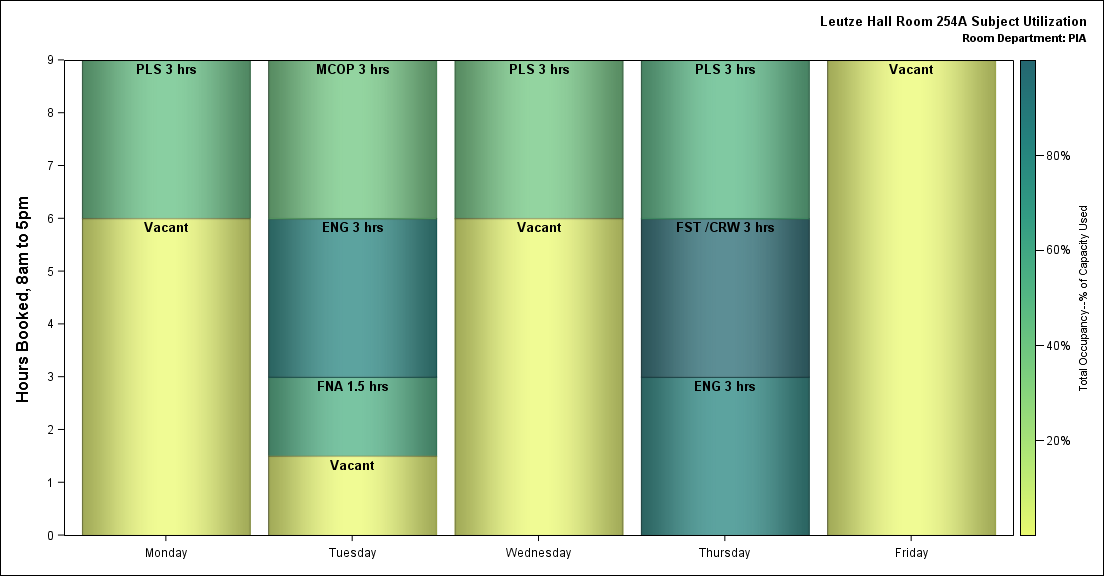 Leutze Hall Room 254A Subject Utilization
Room Department: PIA
Hours Booked, 8am to 5pm
9
8
7
6
5
4
3
2
1
0
PLS 3 hrs
Vacant
MCOP 3 hrs
ENG 3 hrs
FNA 1.5 hrs
Vacant
PLS 3 hrs
Vacant
PLS 3 hrs
FST /CRW 3 hrs
ENG 3 hrs
Vacant
Monday
Tuesday
Wednesday
Thursday
Friday
80%
60%
40%
20%
Total Occupancy--% of Capacity Used